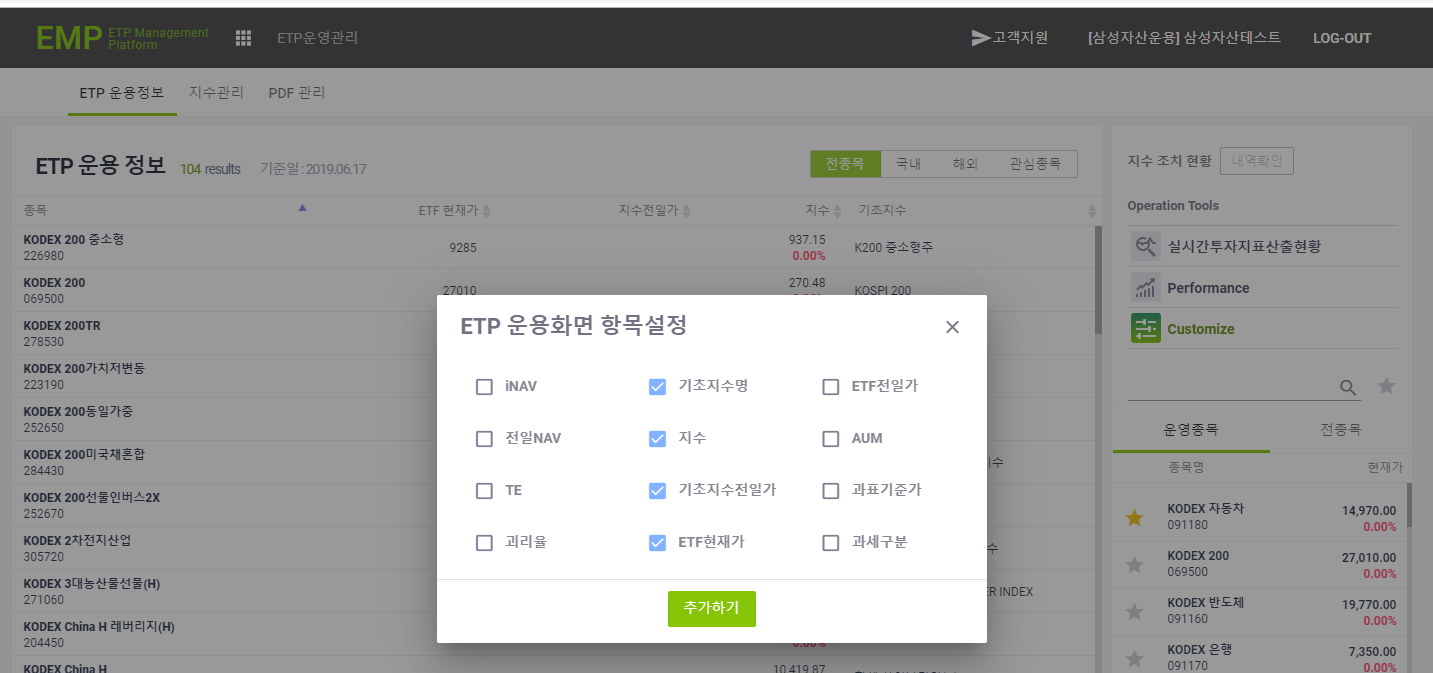 EMP ETP Management Platform
ETP운영관리
고객지원
[삼성자산운용] 삼성자산테스트
LOG-OUT
ETP 운용정보
지수관리
PDF 관리
ETP 운용 정보 104 results 기준일 : 2019.06.17
전종목 국내 해외 관심종목
종목 ETF 현재가 지수전일가 지수 기초지수
KODEX 200 중소형
226980
9285
937.15
0.00%
K200 중소형주
KODEX 200
069500
27010
270.48
KOSPI 200
KODEX 200TR
278530
KODEX 200가치저변동
223190
KODEX 200동일가중
252650
KODEX 200미국채혼합
284430
지수
KODEX 200선물인버스2X
252670
KODEX 2차전지산업
305720
수
KODEX 3대농산물선물(H)
271060
ER INDEX
KODEX China H 레버리지(H)
204450
0.00%
KODEX China H
10,419.87
ETP 운용화면 항목설정
iNAV 기초지수명 ETF전일가
전일NAV 지수 AUM
TE 기초지수전일가 과표기준가
괴리율 ETF현재가 과세구분
추가하기
지수 조치 현황 내역확인
Operation Tools
실시간투자지표산출현황
Performance
Customize
운영종목 전종목
종목명 현재가
KODEX 자동차 14,970.00
091180 0.00%
KODEX 200 27,010.00
069500 0.00%
KODEX 반도체 19,770.00
091160 0.00%
KODEX 은행 7,350.00
091170 0.00%